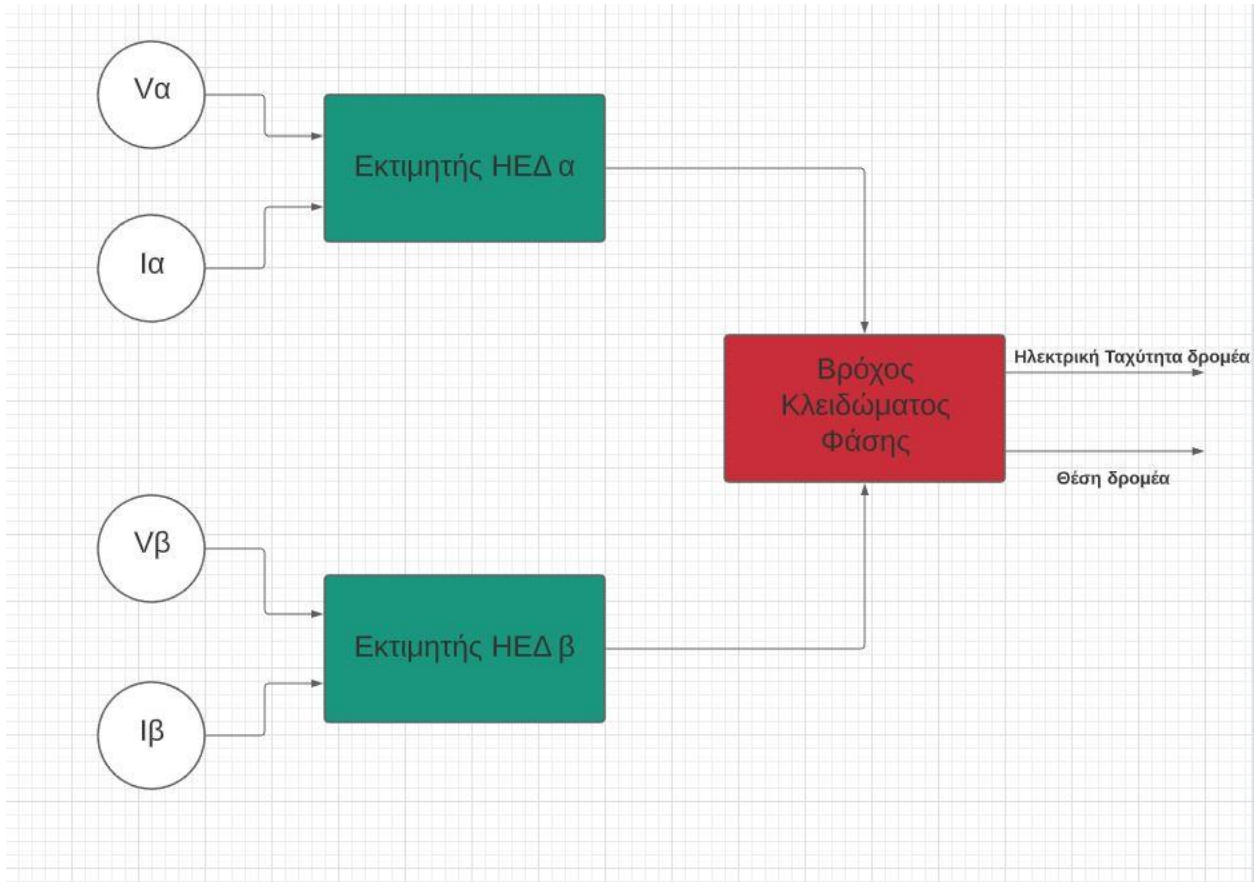 Vα
Εκτιμητής ΗΕΔ α
Iα
Βρόχος
Κλειδώματος
Φάσης
Ηλεκτρική Ταχύτητα δρομέα
Θέση δρομέα
Vβ
Εκτιμητής ΗΕΔ β
Iβ